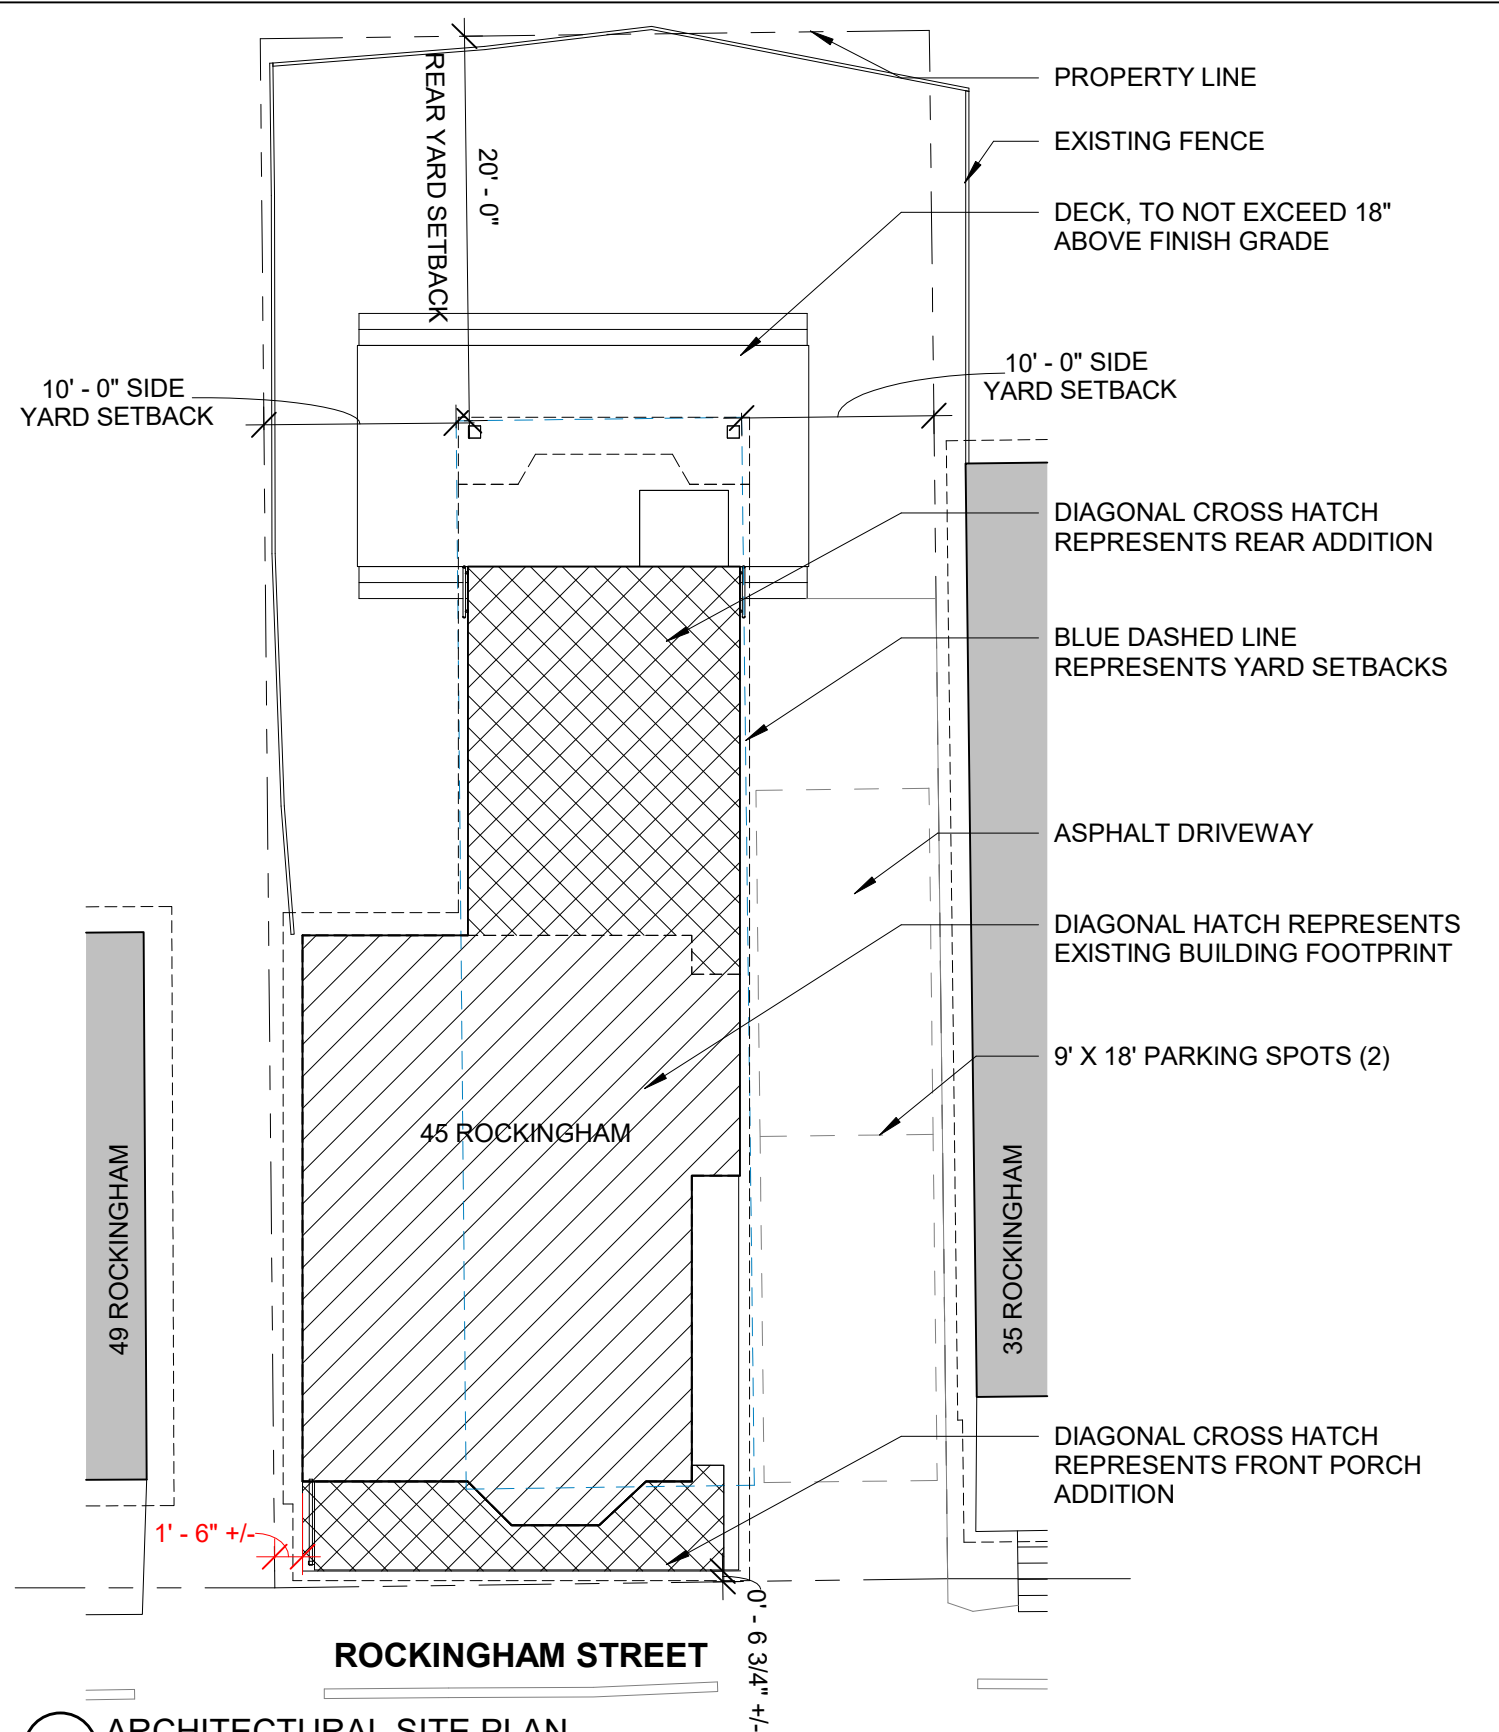 PROPERTY LINE
EXISTING FENCE
REAR YARD SETBACK
20' - 0"
DECK, TO NOT EXCEED 18"
ABOVE FINISH GRADE
10' - 0" SIDE
YARD SETBACK
10' - 0" SIDE
YARD SETBACK
DIAGONAL CROSS HATCH
REPRESENTS REAR ADDITION
BLUE DASHED LINE
REPRESENTS YARD SETBACKS
ASPHALT DRIVEWAY
DIAGONAL HATCH REPRESENTS
EXISTING BUILDING FOOTPRINT
9' X 18' PARKING SPOTS (2)
45 ROCKINGHAM
49 ROCKINGHAM
35 ROCKINGHAM
DIAGONAL CROSS HATCH
REPRESENTS FRONT PORCH
ADDITION
1' - 6" +/-
0' - 6 3/4" +/-
ROCKINGHAM STREET
ARCHITECTURAL SITE PLAN